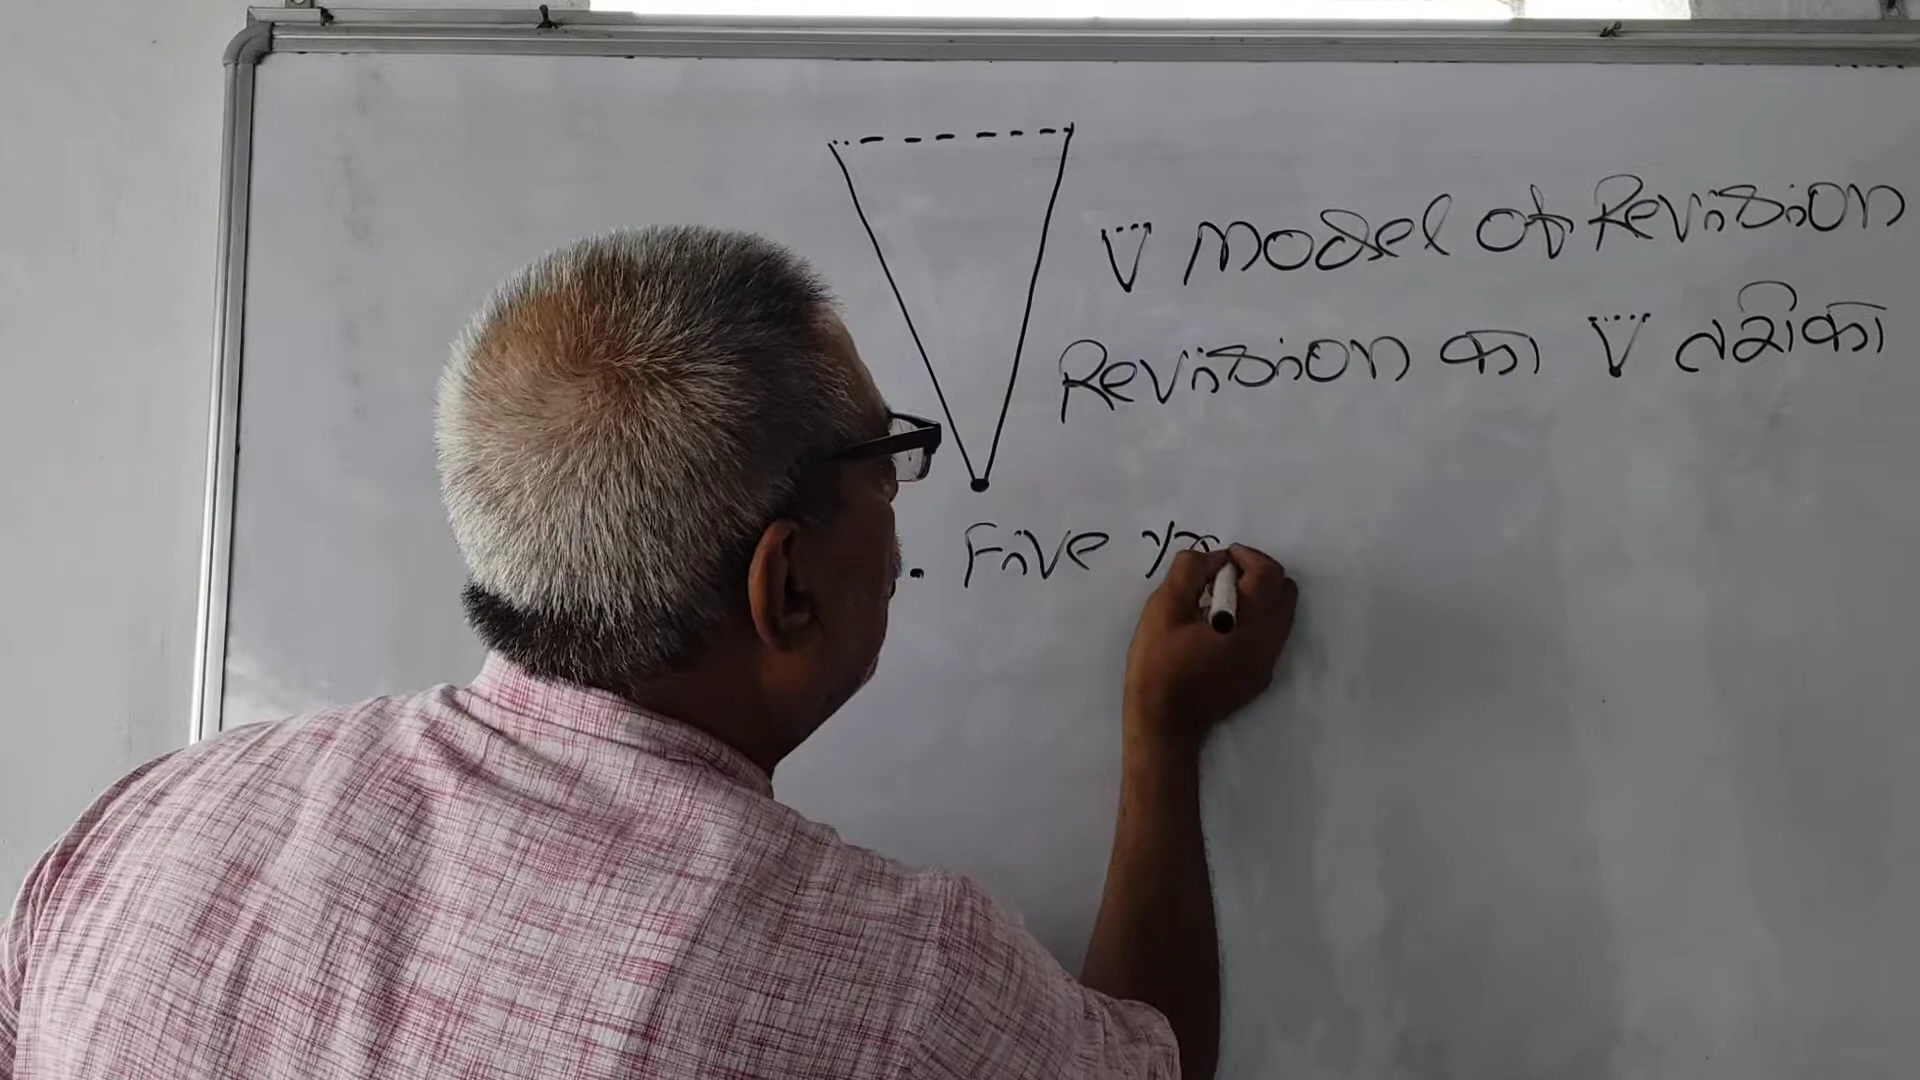 V Model of Revision
Revision का V तरीका
. Five